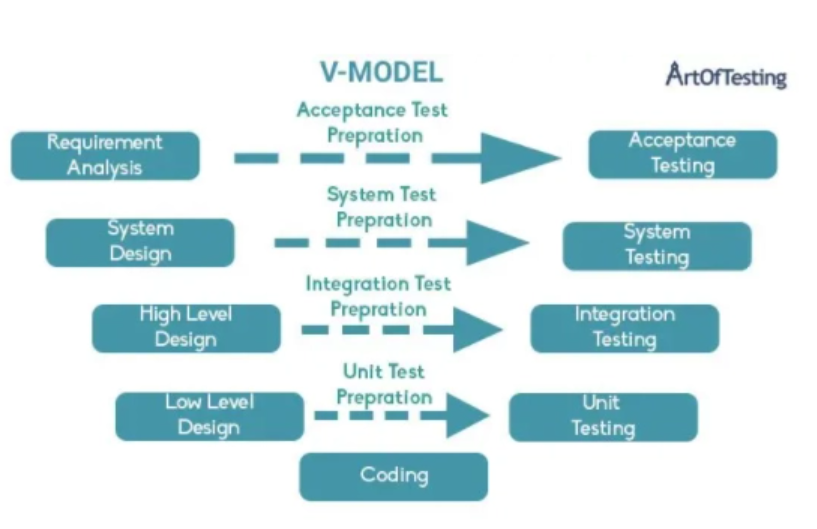 V-MODEL
ArtOfTesting
Acceptance Test
Prepration
Requirement
Analysis
Acceptance
Testing
System Test
Prepration
System
Design
System
Testing
Integration Test
Prepration
High Level
Design
Integration
Testing
Unit Test
Prepration
Low Level
Design
Unit
Testing
Coding